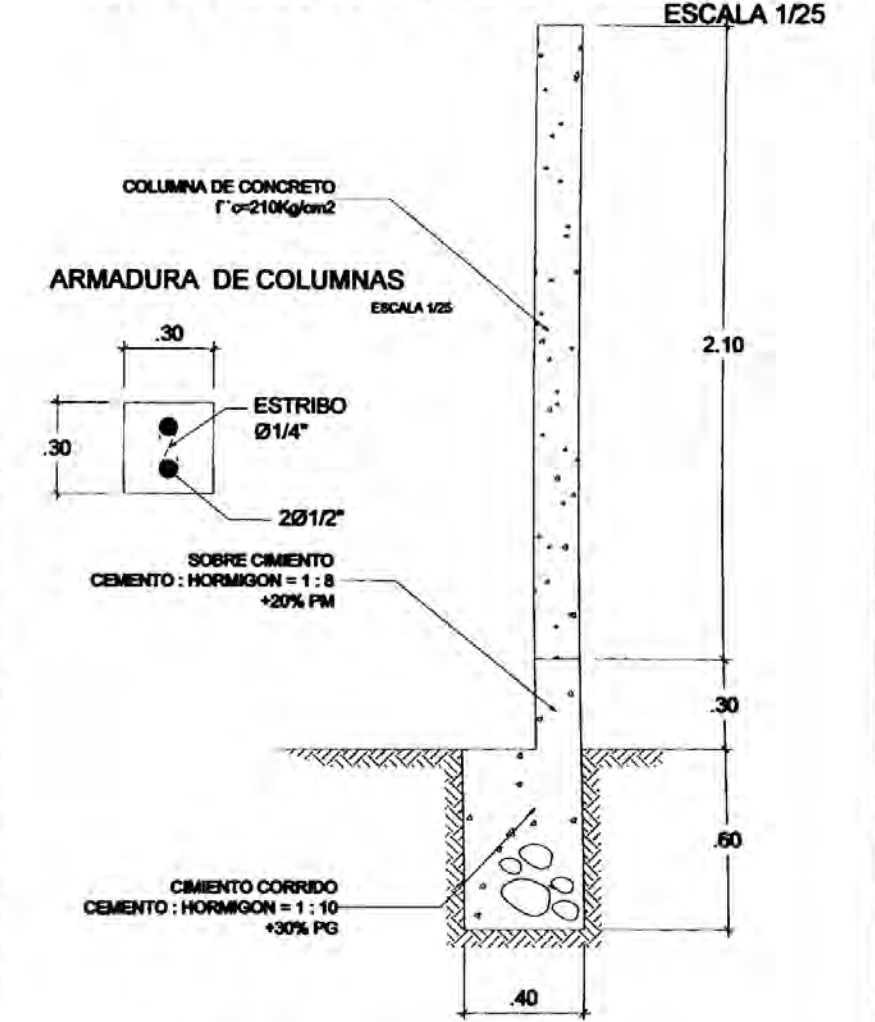 ESCALA 1/25
COLUMNA DE CONCRETO
f´´c=210Kg/cm2
ARMADURA DE COLUMNAS
ESCALA 1/25
.30
.30
ESTRIBO
Ø1/4"
2Ø1/2"
2.10
SOBRE CIMIENTO
CEMENTO : HORMIGON = 1 : 8
+20% PM
.30
.60
CIMIENTO CORRIDO
CEMENTO : HORMIGON = 1 : 10
+30% PG
.40